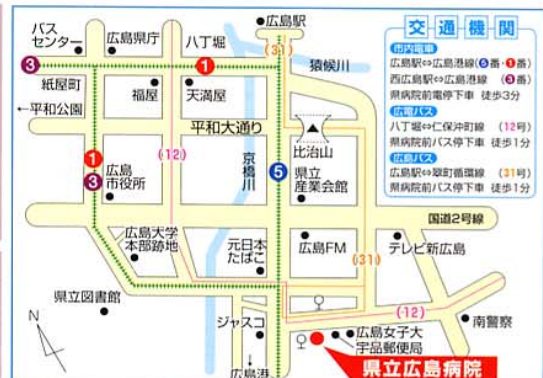 広島駅
バス
センター
広島県庁
八丁堀
(31)
猿候川
3
1
紙屋町
福屋
天満屋
←平和公園
平和大通り
比治山
1
3
広島
市役所
(12)
京橋川
5
県立
産業会館
国道2号線
広島大学
本部跡地
元日本
たばこ
広島FM
テレビ新広島
(31)
県立図書館
N
ジャスコ
(12)
南警察
広島女子大
宇品郵便局
↓
広島港
県立広島病院
交通機関
市内電車
広島駅⇔広島港線 (5番・1番)
西広島駅⇔広島港線 (3番)
県病院前電停下車 徒歩3分
広電バス
八丁堀⇔仁保沖町線 (12号)
県病院前バス停下車 徒歩1分
広島バス
広島駅⇔翠町循環線 (31号)
県病院前バス停下車 徒歩1分